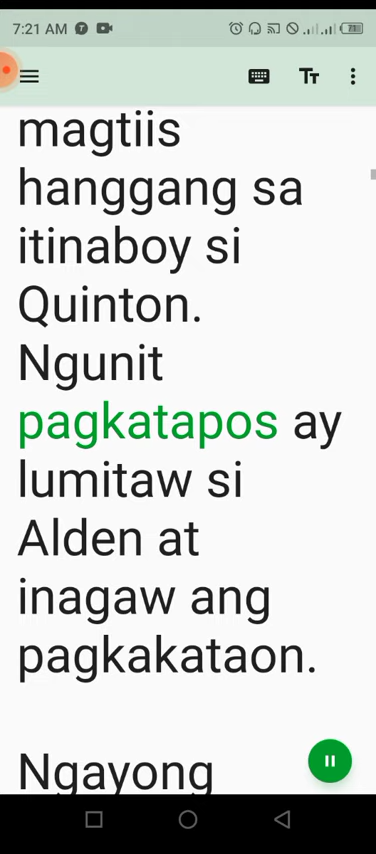 7:21 AM
magtiis
hanggang sa
itinaboy si
Quinton.
Ngunit
pagkatapos ay
lumitaw si
Alden at
inagaw ang
pagkakataon.
Ngayong